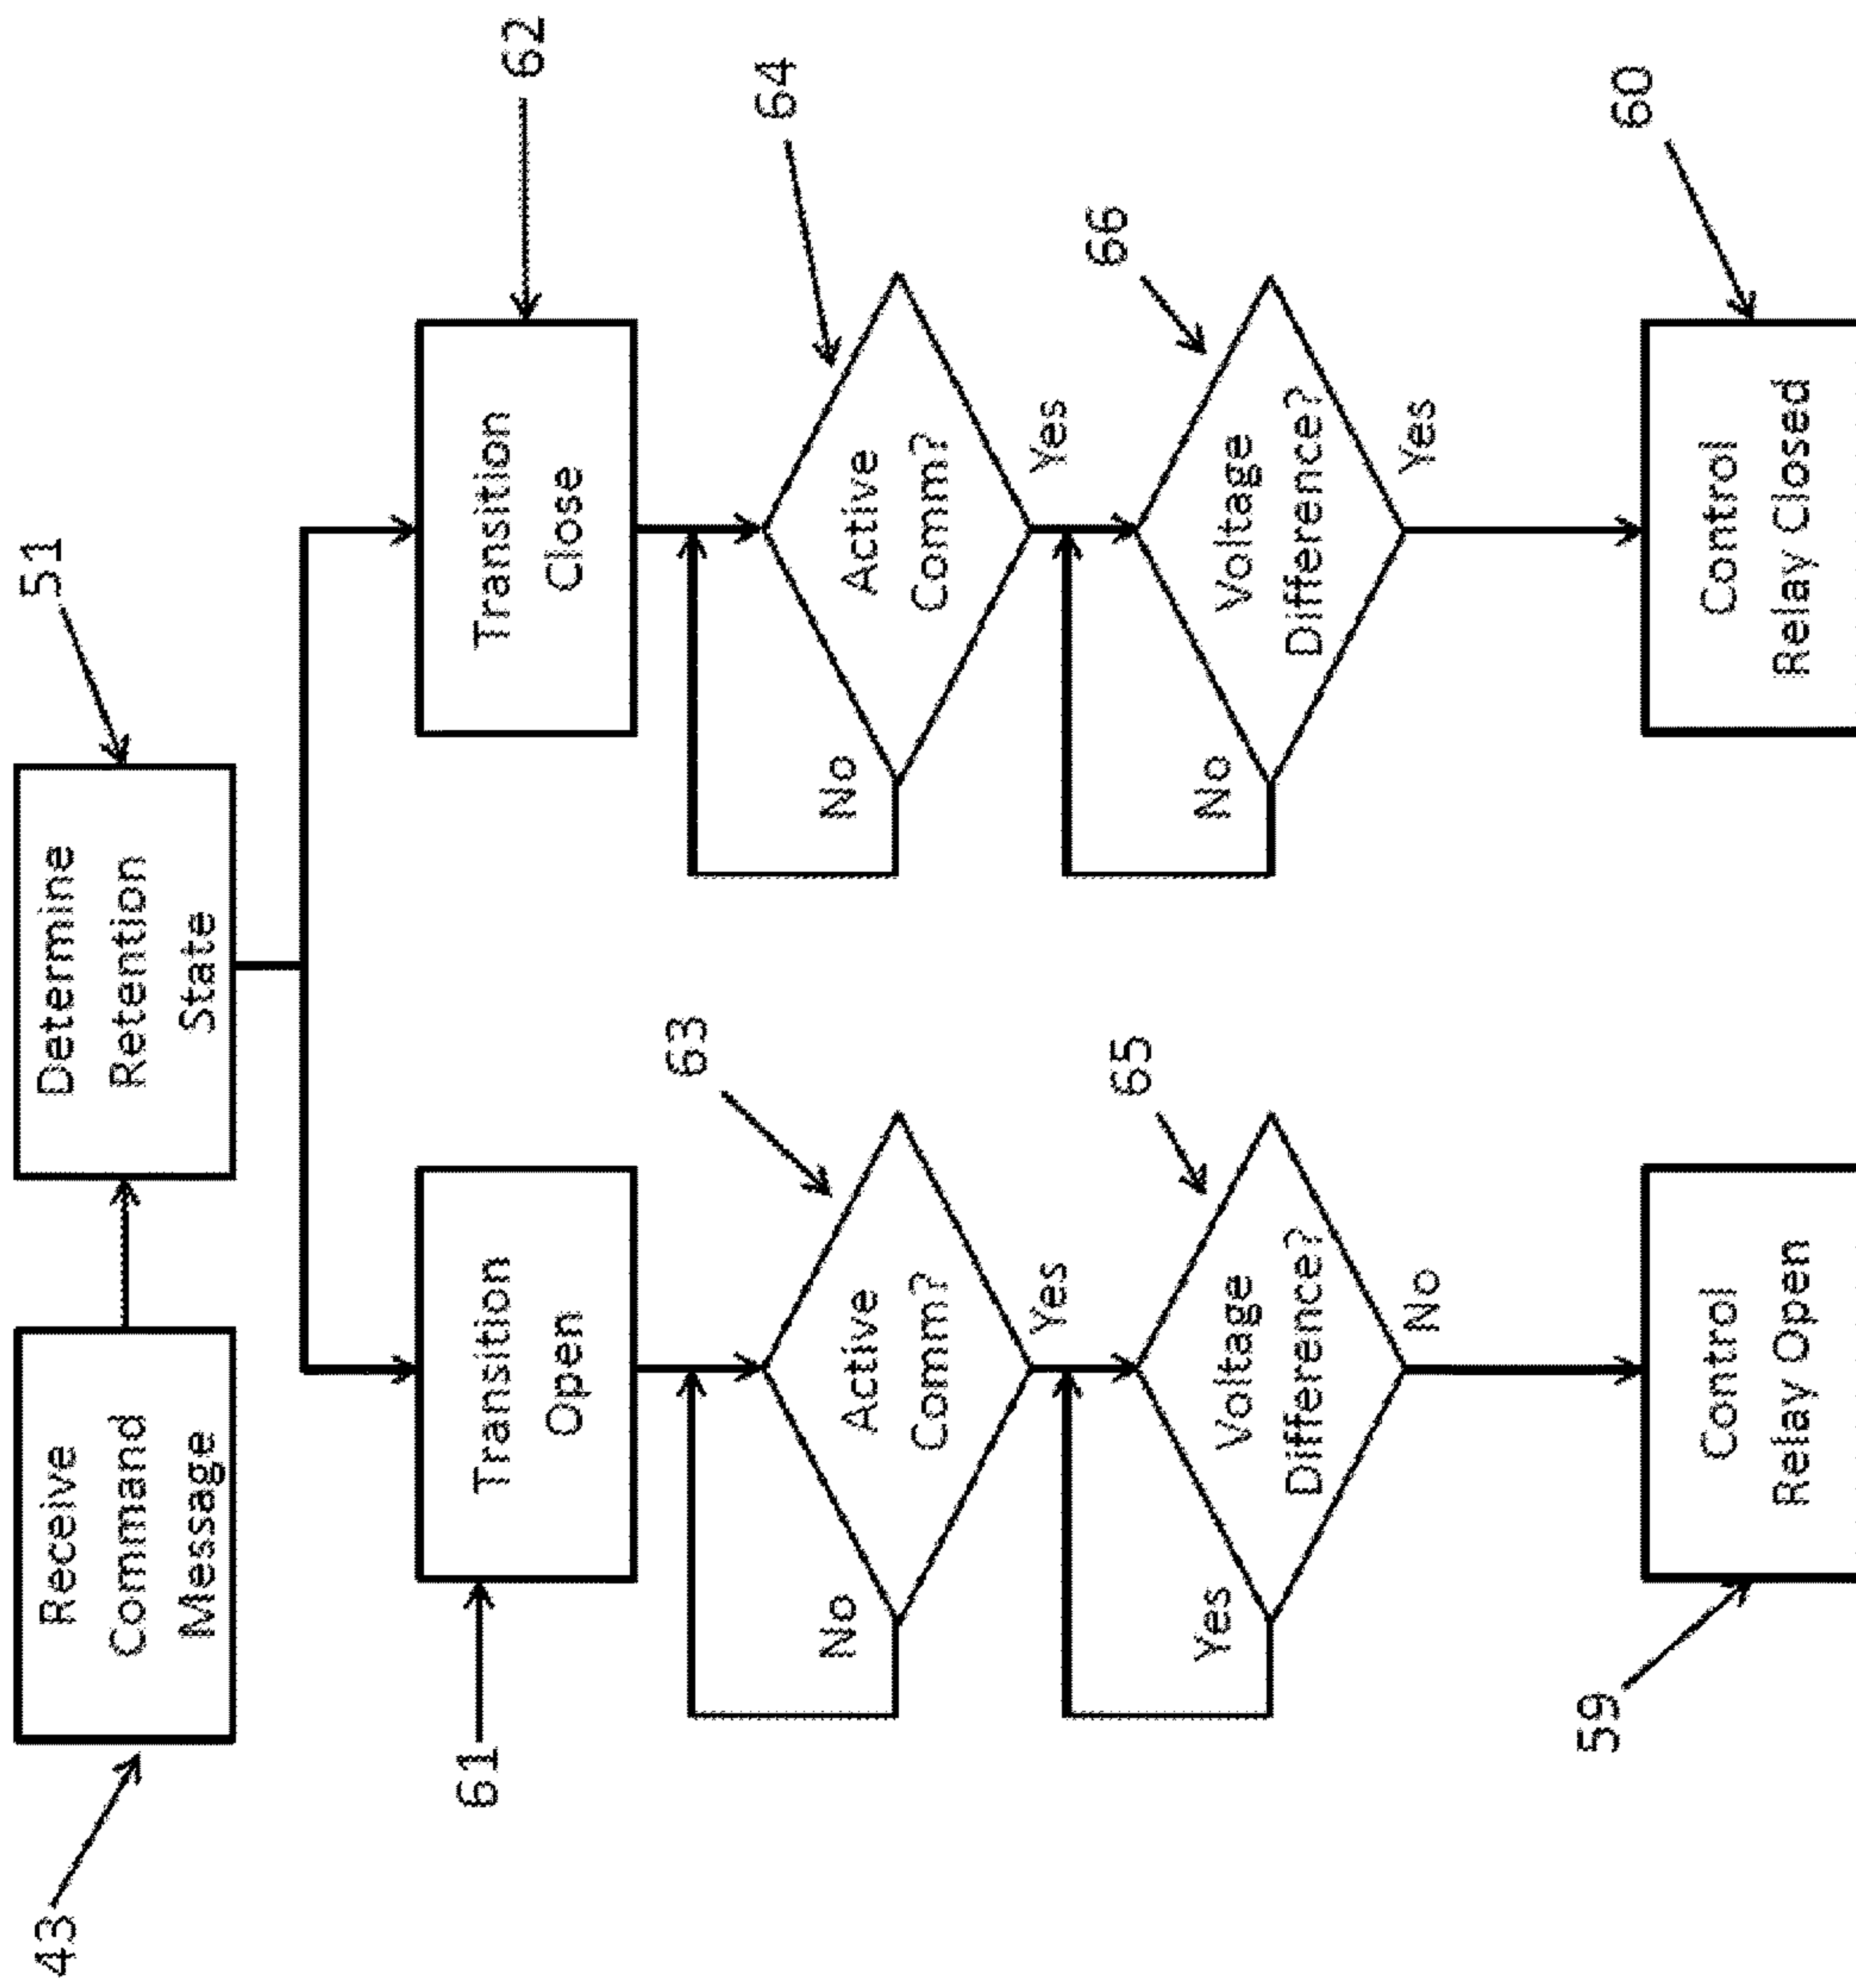 43
Receive
Command
Message
Determine
Retention
State
51
61
Transition
Open
Transition
Close
62
No
Active
Comm?
Yes
63
No
Active
Comm?
Yes
64
Yes
Voltage
Difference?
No
65
No
Voltage
Difference?
Yes
66
59
Control
Relay Open
Control
Relay Closed
60